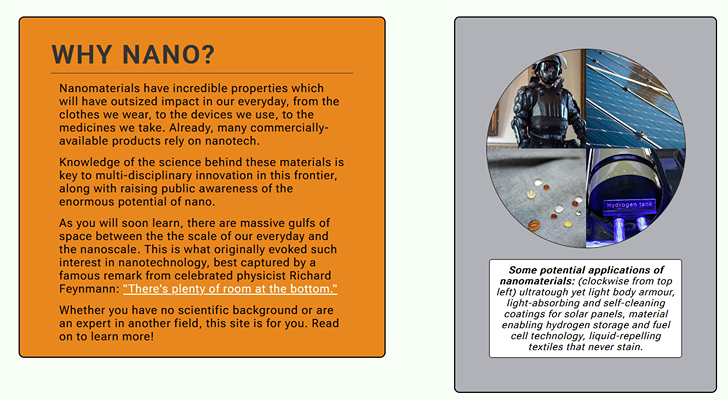 WHY NANO?
Nanomaterials have incredible properties which
will have outsized impact in our everyday, from the
clothes we wear, to the devices we use, to the
medicines we take. Already, many commercially-
available products rely on nanotech.
Knowledge of the science behind these materials is
key to multi-disciplinary innovation in this frontier,
along with raising public awareness of the
enormous potential of nano.
As you will soon learn, there are massive gulfs of
space between the the scale of our everyday and
the nanoscale. This is what originally evoked such
interest in nanotechnology, best captured by a
famous remark from celebrated physicist Richard
Feynmann: "There's plenty of room at the bottom."
Whether you have no scientific background or are
an expert in another field, this site is for you. Read
on to learn more!
Hydrogen tank
Some potential applications of
nanomaterials: (clockwise from top
left) ultratough yet light body armour,
light-absorbing and self-cleaning
coatings for solar panels, material
enabling hydrogen storage and fuel
cell technology, liquid-repelling
textiles that never stain.